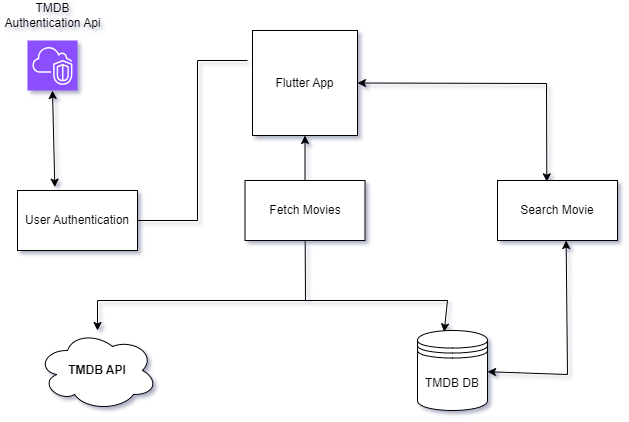 TMDB
Authentication Api
Flutter App
User Authentication
Fetch Movies
Search Movie
TMDB API
TMDB DB